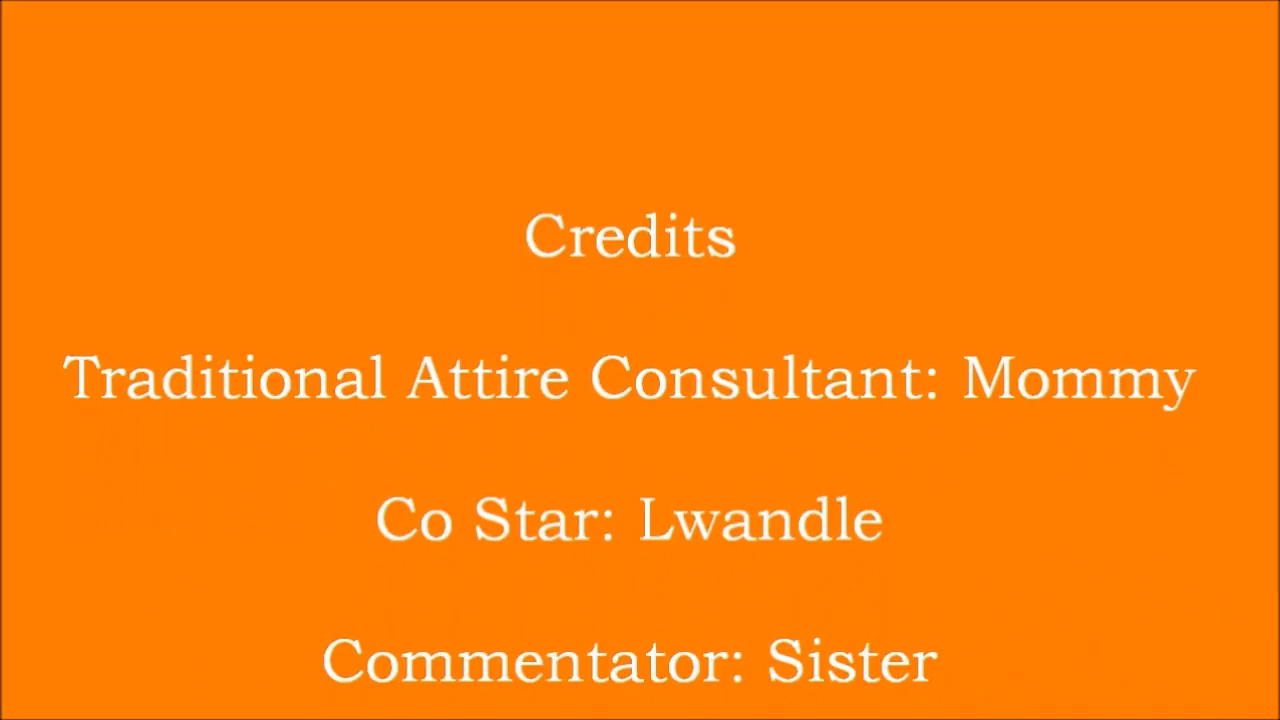 Credits
Traditional Attire Consultant: Mommy
Co Star: Lwandle
Commentator: Sister